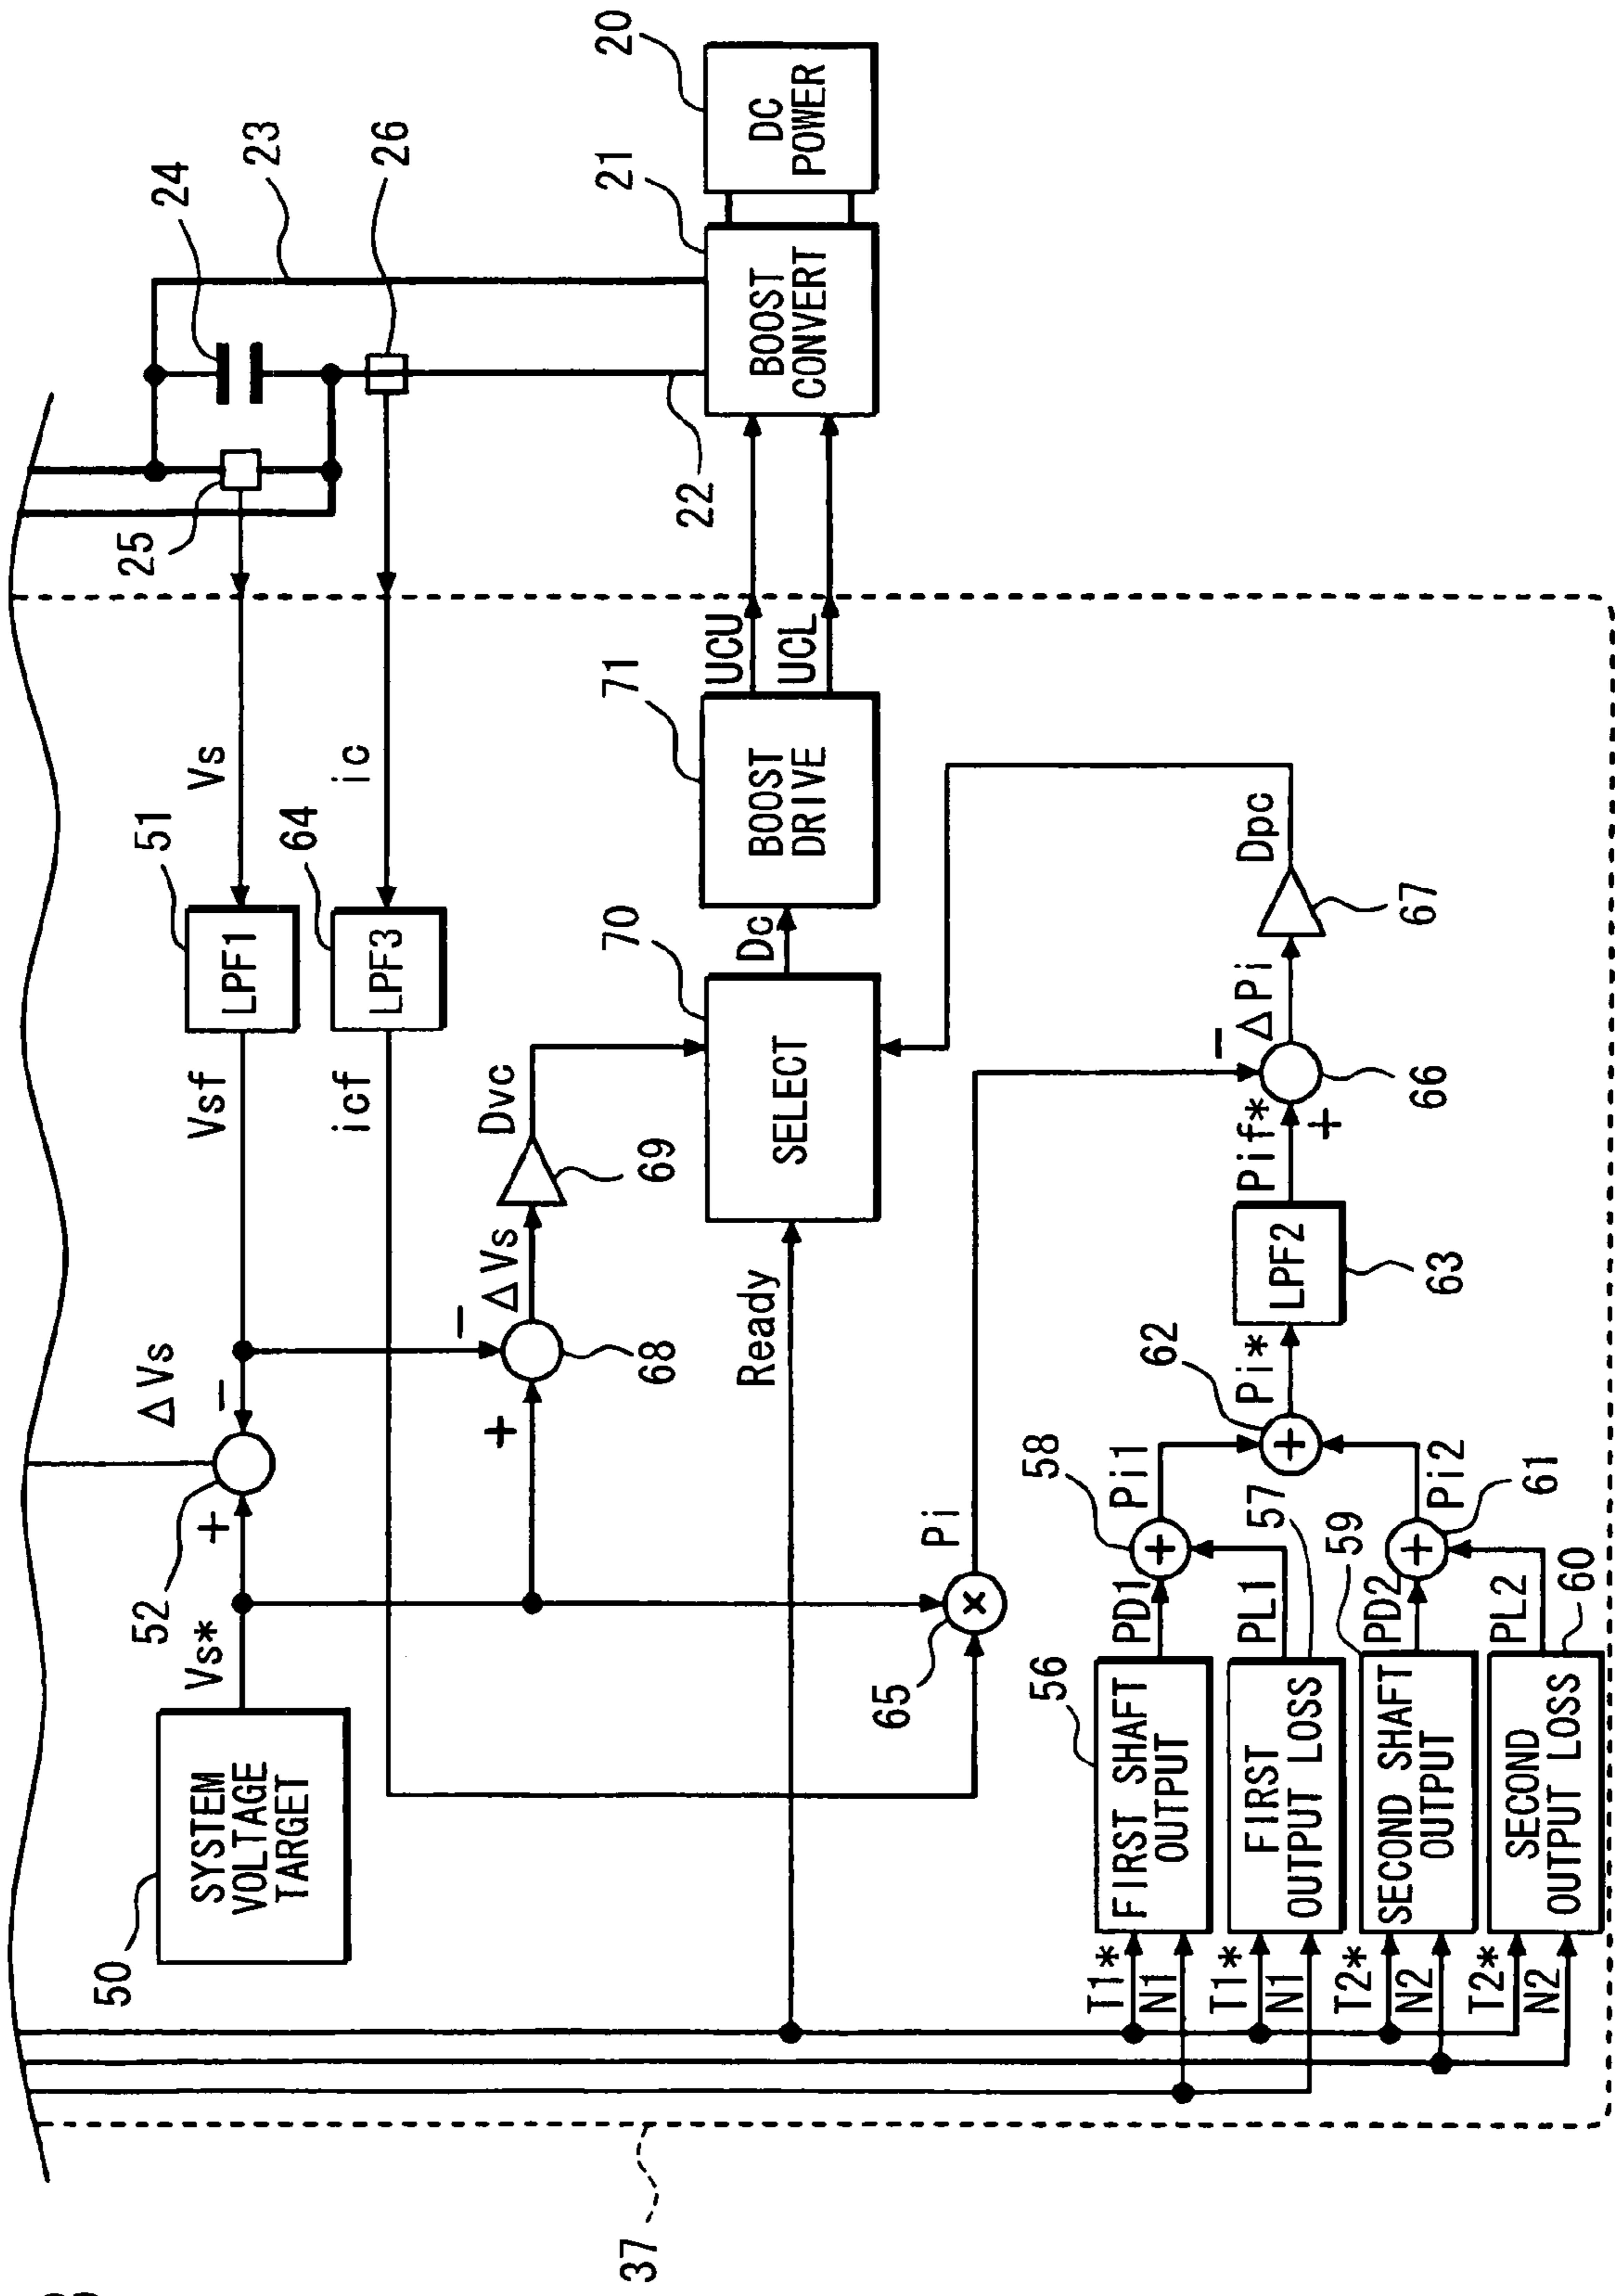 50
SYSTEM
VOLTAGE
TARGET
Vs*
52
+
ΔVs
−
Vsf
51
LPF1
Vs
25
24
23
icf
64
LPF3
ic
26
+
68
−
ΔVs
69
Dvc
37
Ready
70
SELECT
Dc
71
BOOST
DRIVE
UCU
UCL
22
21
BOOST
CONVERT
20
DC
POWER
65
×
Pi
T1*
N1
56
FIRST SHAFT
OUTPUT
PD1
58
+
Pi1
T1*
N1
FIRST
OUTPUT LOSS
PL1
57
62
+
Pi*
LPF2
63
Pif*
+
−
66
ΔPi
67
Dpc
T2*
N2
59
SECOND SHAFT
OUTPUT
PD2
+
61
Pi2
T2*
N2
SECOND
OUTPUT LOSS
PL2
60